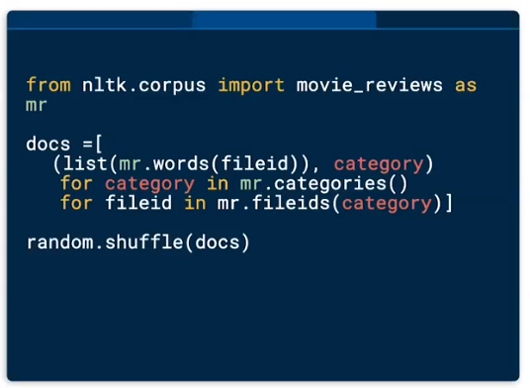 from nltk.corpus import movie_reviews as
mr
docs =[
(list(mr.words(fileid)), category)
for category in mr.categories()
for fileid in mr.fileids(category)]
random.shuffle(docs)